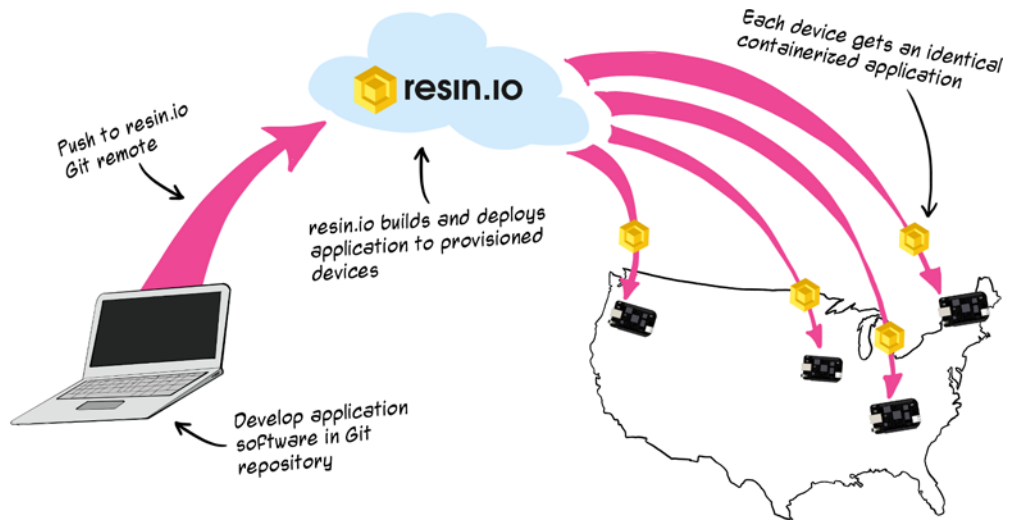 Each device gets an identical
containerized application
resin.io
Push to resin.io
Git remote
resin.io builds and deploys
application to provisioned
devices
Develop application
software in Git
repository